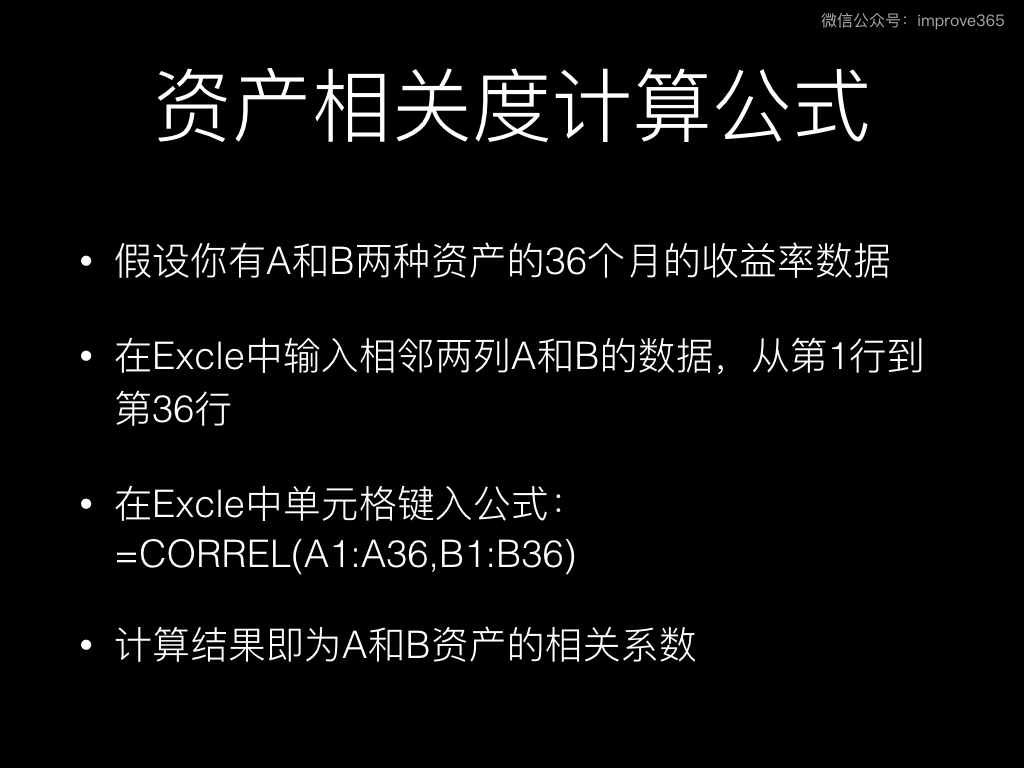 微信公众号：improve365
资产相关度计算公式
• 假设你有A和B两种资产的36个月的收益率数据
• 在Excle中输入相邻两列A和B的数据，从第1行到
第36行
• 在Excle中单元格键入公式：
=CORREL(A1:A36,B1:B36)
• 计算结果即为A和B资产的相关系数